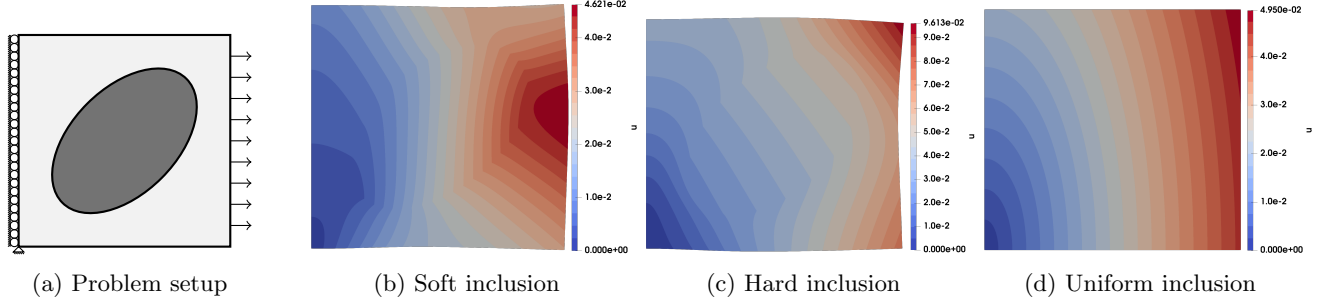 4.621e-02
4.0e-2
3.0e-2
2.0e-2
1.0e-2
0.000e+00
u
9.613e-02
9.0e-2
8.0e-2
7.0e-2
6.0e-2
5.0e-2
4.0e-2
3.0e-2
2.0e-2
1.0e-2
0.000e+00
u
4.950e-02
4.0e-2
3.0e-2
2.0e-2
1.0e-2
0.000e+00
u
(a) Problem setup
(b) Soft inclusion
(c) Hard inclusion
(d) Uniform inclusion